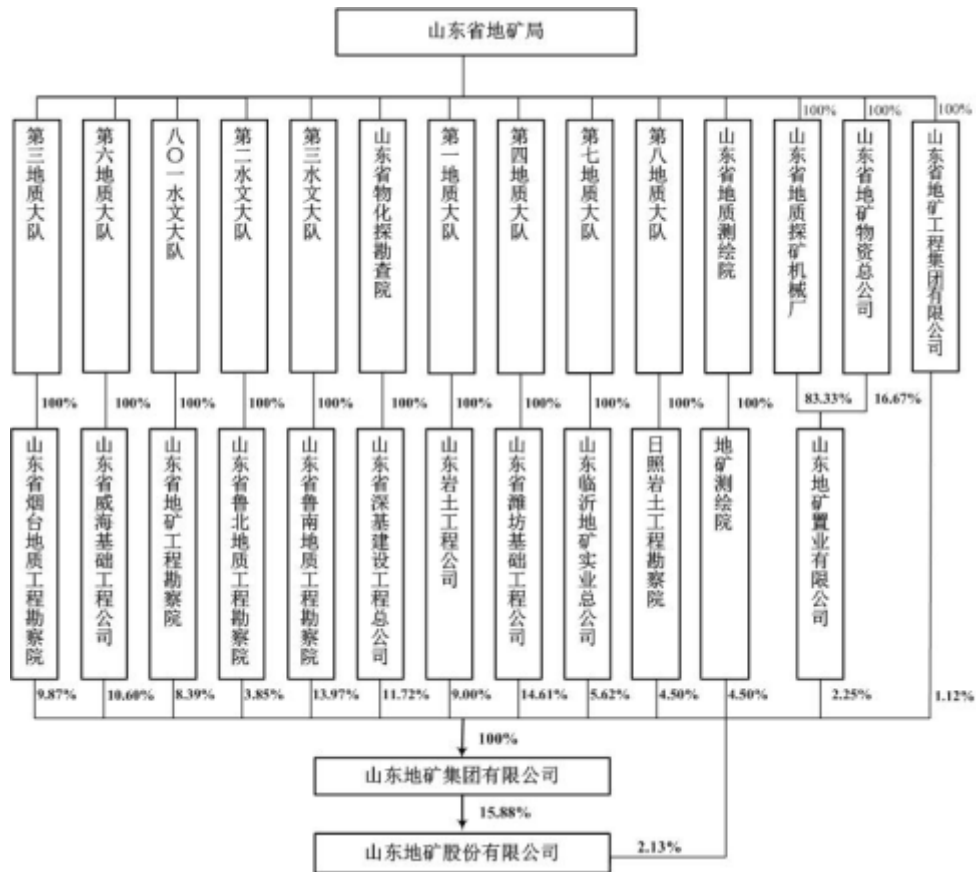 山东省地矿局
100%
100%
100%
第三地质大队
第六地质大队
八〇一水文大队
第二水文大队
第三水文大队
山东省物化探勘查院
第一地质大队
第四地质大队
第七地质大队
第八地质大队
山东省地质测绘院
山东省地质探矿机械厂
山东省地矿物资总公司
山东省地矿工程集团有限公司
100%
100%
100%
100%
100%
100%
100%
100%
100%
100%
100%
83.33%
16.67%
山东省烟台地质工程勘察院
山东省威海基础工程公司
山东省地矿工程勘察院
山东省鲁北地质工程勘察院
山东省鲁南地质工程勘察院
山东省深基建设工程总公司
山东岩土工程公司
山东省潍坊基础工程公司
山东临沂地矿实业总公司
日照岩土工程勘察院
地矿测绘院
山东地矿置业有限公司
9.87%
10.60%
8.39%
3.85%
13.97%
11.72%
9.00%
14.61%
5.62%
4.50%
4.50%
2.25%
1.12%
100%
山东地矿集团有限公司
15.88%
山东地矿股份有限公司
2.13%